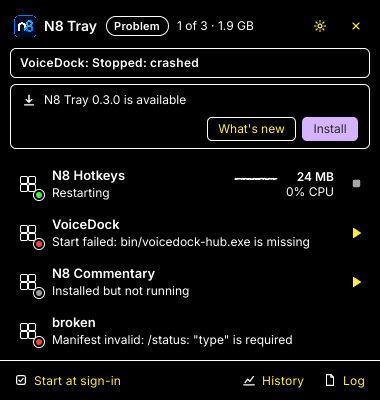 n8 N8 Tray Problem 1 of 3 · 1.9 GB
VoiceDock: Stopped: crashed
N8 Tray 0.3.0 is available
What's new Install
N8 Hotkeys 24 MB
Restarting 0% CPU
VoiceDock
Start failed: bin/voicedock-hub.exe is missing
N8 Commentary
Installed but not running
broken
Manifest invalid: /status: "type" is required
Start at sign-in History Log